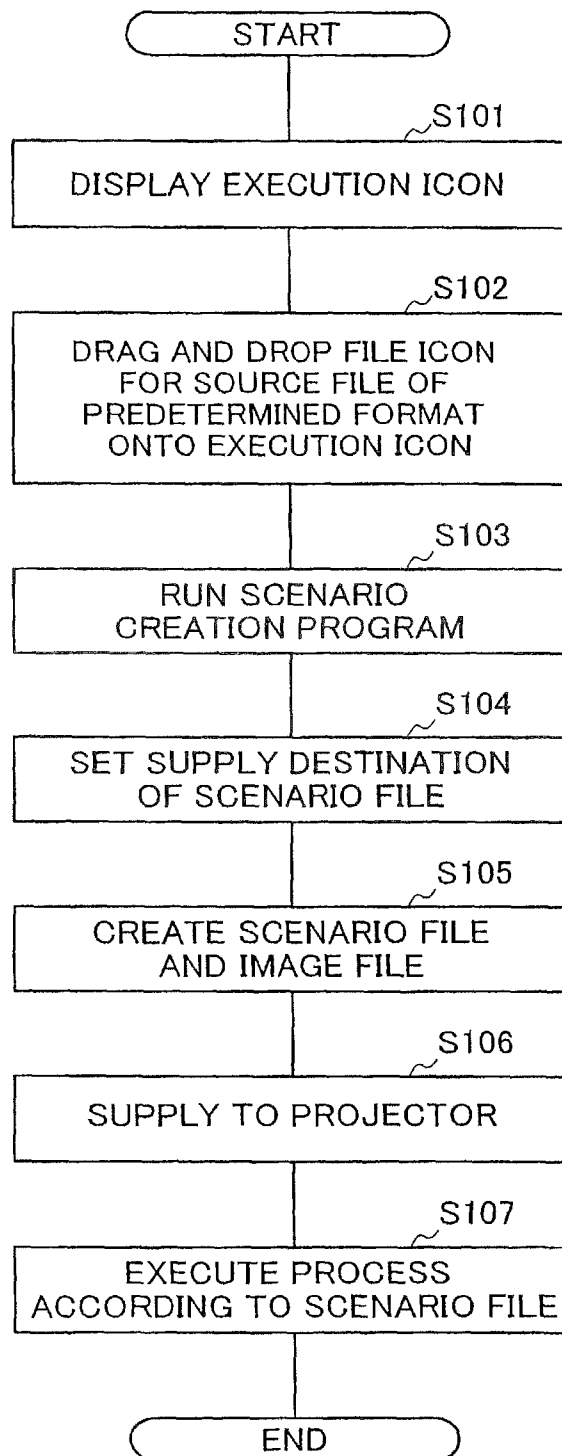 START
S101
DISPLAY EXECUTION ICON
S102
DRAG AND DROP FILE ICON
FOR SOURCE FILE OF
PREDETERMINED FORMAT
ONTO EXECUTION ICON
S103
RUN SCENARIO
CREATION PROGRAM
S104
SET SUPPLY DESTINATION
OF SCENARIO FILE
S105
CREATE SCENARIO FILE
AND IMAGE FILE
S106
SUPPLY TO PROJECTOR
S107
EXECUTE PROCESS
ACCORDING TO SCENARIO FILE
END